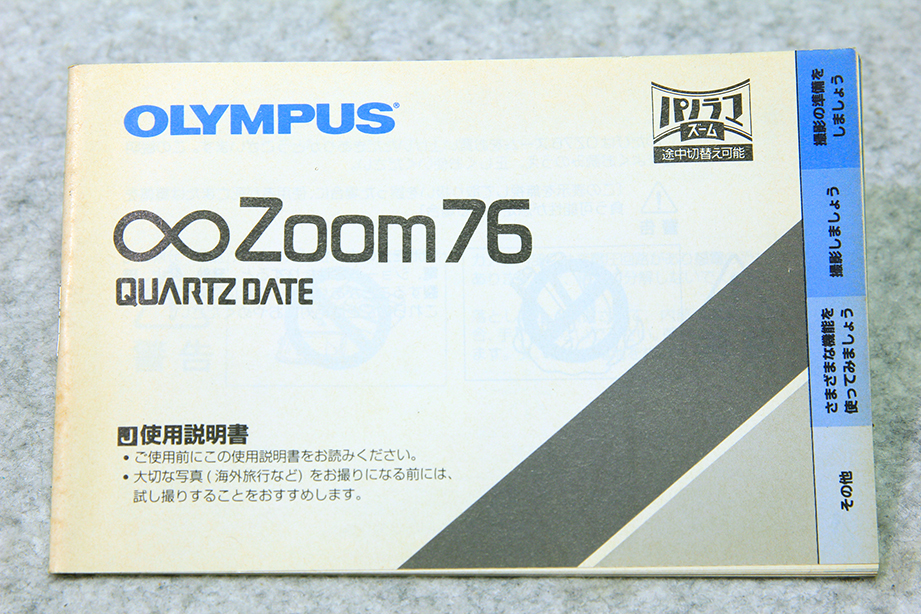 OLYMPUS®
パノラマ
ズーム
途中切替え可能
∞Zoom76
QUARTZ DATE
J使用説明書
•ご使用前にこの使用説明書をお読みください。
•大切な写真(海外旅行など)をお撮りになる前には、
試し撮りすることをおすすめします。
撮影の準備を
しましょう
撮影しましょう
さまざまな機能を
使ってみましょう
その他